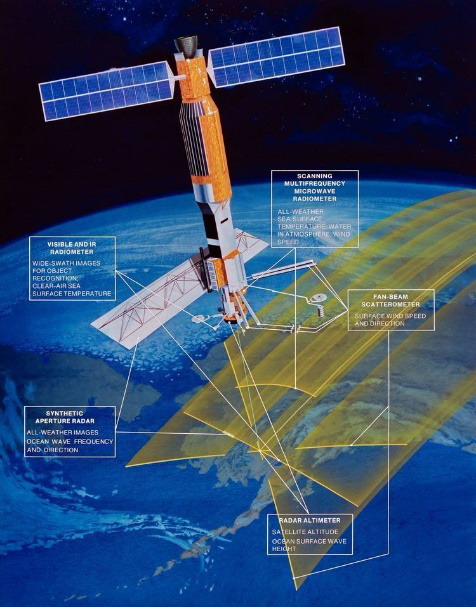 SCANNING
MULTIFREQUENCY
MICROWAVE
RADIOMETER
ALL-WEATHER
SEA SURFACE
TEMPERATURE, WATER
IN ATMOSPHERE, WIND
SPEED
VISIBLE AND IR
RADIOMETER
WIDE-SWATH IMAGES
FOR OBJECT
RECOGNITION,
CLEAR-AIR SEA
SURFACE TEMPERATURE
FAN-BEAM
SCATTEROMETER
SURFACE WIND SPEED
AND DIRECTION
SYNTHETIC
APERTURE RADAR
ALL-WEATHER IMAGES
OCEAN WAVE FREQUENCY
AND DIRECTION
RADAR ALTIMETER
SATELLITE ALTITUDE
OCEAN SURFACE WAVE
HEIGHT